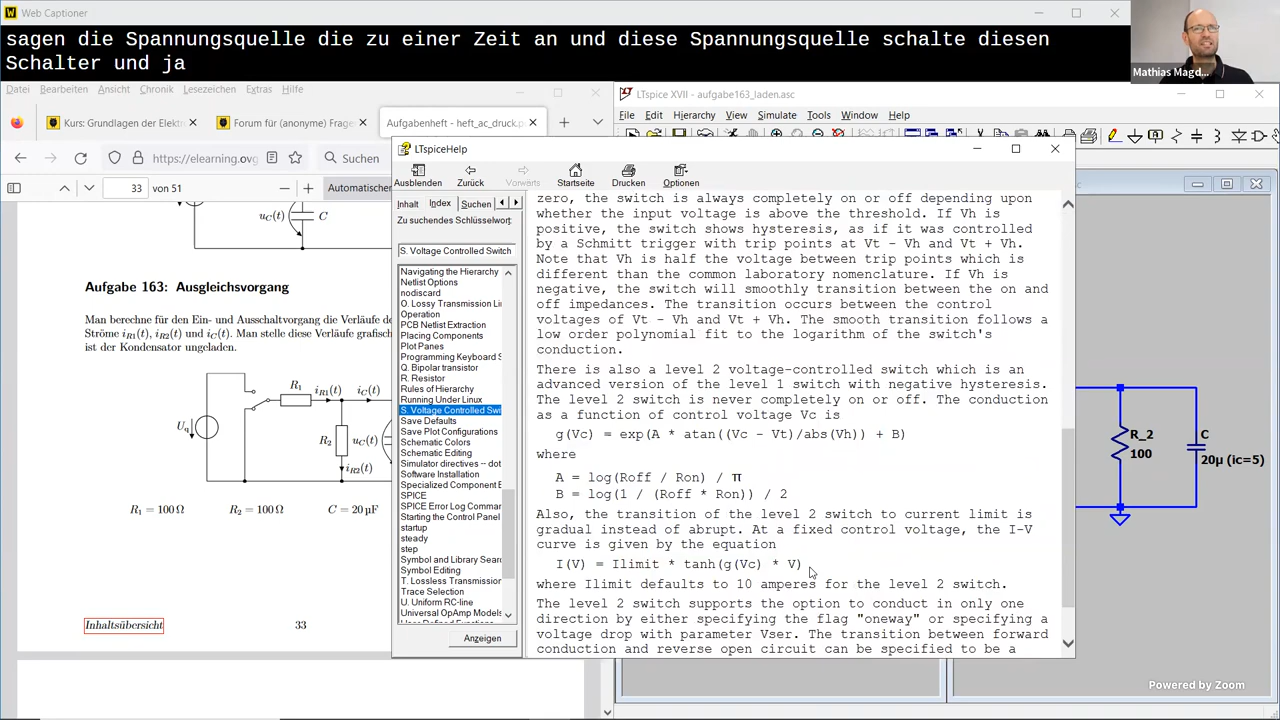 Web Captioner
sagen die Spannungsquelle die zu einer Zeit an und diese Spannungsquelle schalte diesen
Schalter und ja
Mathias Magd...
Datei Bearbeiten Ansicht Chronik Lesezeichen Extras Hilfe
Kurs: Grundlagen der Elekt
Forum für (anonyme) Frage
Aufgabenheft - heft_ac_druck.p
https://elearning.ovg
Suchen
33 von 51
Automatischer
uC(t) C
Aufgabe 163: Ausgleichsvorgang
Man berechne für den Ein- und Ausschaltvorgang die Verläufe de
Ströme iR1(t), iR2(t) und iC(t). Man stelle diese Verläufe grafisch
ist der Kondensator ungeladen.
R1 iR1(t) iC(t)
Uq R2 uC(t)
iR2(t)
R1 = 100 Ω R2 = 100 Ω C = 20 µF
Inhaltsübersicht
33
LTspice XVII - aufgabe163_laden.asc
File Edit Hierarchy View Simulate Tools Window Help
LTspiceHelp
Ausblenden Zurück Vorwärts Startseite Drucken Optionen
Inhalt Index Suchen
Zu suchendes Schlüsselwort:
S. Voltage Controlled Switch
Navigating the Hierarchy
Netlist Options
nodiscard
O. Lossy Transmission Li
Operation
PCB Netlist Extraction
Placing Components
Plot Panes
Programming Keyboard S
Q. Bipolar transistor
R. Resistor
Rules of Hierarchy
Running Under Linux
S. Voltage Controlled Swi
Save Defaults
Save Plot Configurations
Schematic Colors
Schematic Editing
Simulator directives -- dot
Software Installation
Specialized Component E
SPICE
SPICE Error Log Comman
Starting the Control Panel
startup
steady
step
Symbol and Library Searc
Symbol Editing
T. Lossless Transmission
Trace Selection
U. Uniform RC-line
Universal OpAmp Models
User Defined Functions
Anzeigen
zero, the switch is always completely on or off depending upon
whether the input voltage is above the threshold. If Vh is
positive, the switch shows hysteresis, as if it was controlled
by a Schmitt trigger with trip points at Vt - Vh and Vt + Vh.
Note that Vh is half the voltage between trip points which is
different than the common laboratory nomenclature. If Vh is
negative, the switch will smoothly transition between the on and
off impedances. The transition occurs between the control
voltages of Vt - Vh and Vt + Vh. The smooth transition follows a
low order polynomial fit to the logarithm of the switch's
conduction.
There is also a level 2 voltage-controlled switch which is an
advanced version of the level 1 switch with negative hysteresis.
The level 2 switch is never completely on or off. The conduction
as a function of control voltage Vc is
g(Vc) = exp(A * atan((Vc - Vt)/abs(Vh)) + B)
where
A = log(Roff / Ron) / π
B = log(1 / (Roff * Ron)) / 2
Also, the transition of the level 2 switch to current limit is
gradual instead of abrupt. At a fixed control voltage, the I-V
curve is given by the equation
I(V) = Ilimit * tanh(g(Vc) * V)
where Ilimit defaults to 10 amperes for the level 2 switch.
The level 2 switch supports the option to conduct in only one
direction by either specifying the flag "oneway" or specifying a
voltage drop with parameter Vser. The transition between forward
conduction and reverse open circuit can be specified to be a
R_2
100
C
20µ (ic=5)
Powered by Zoom